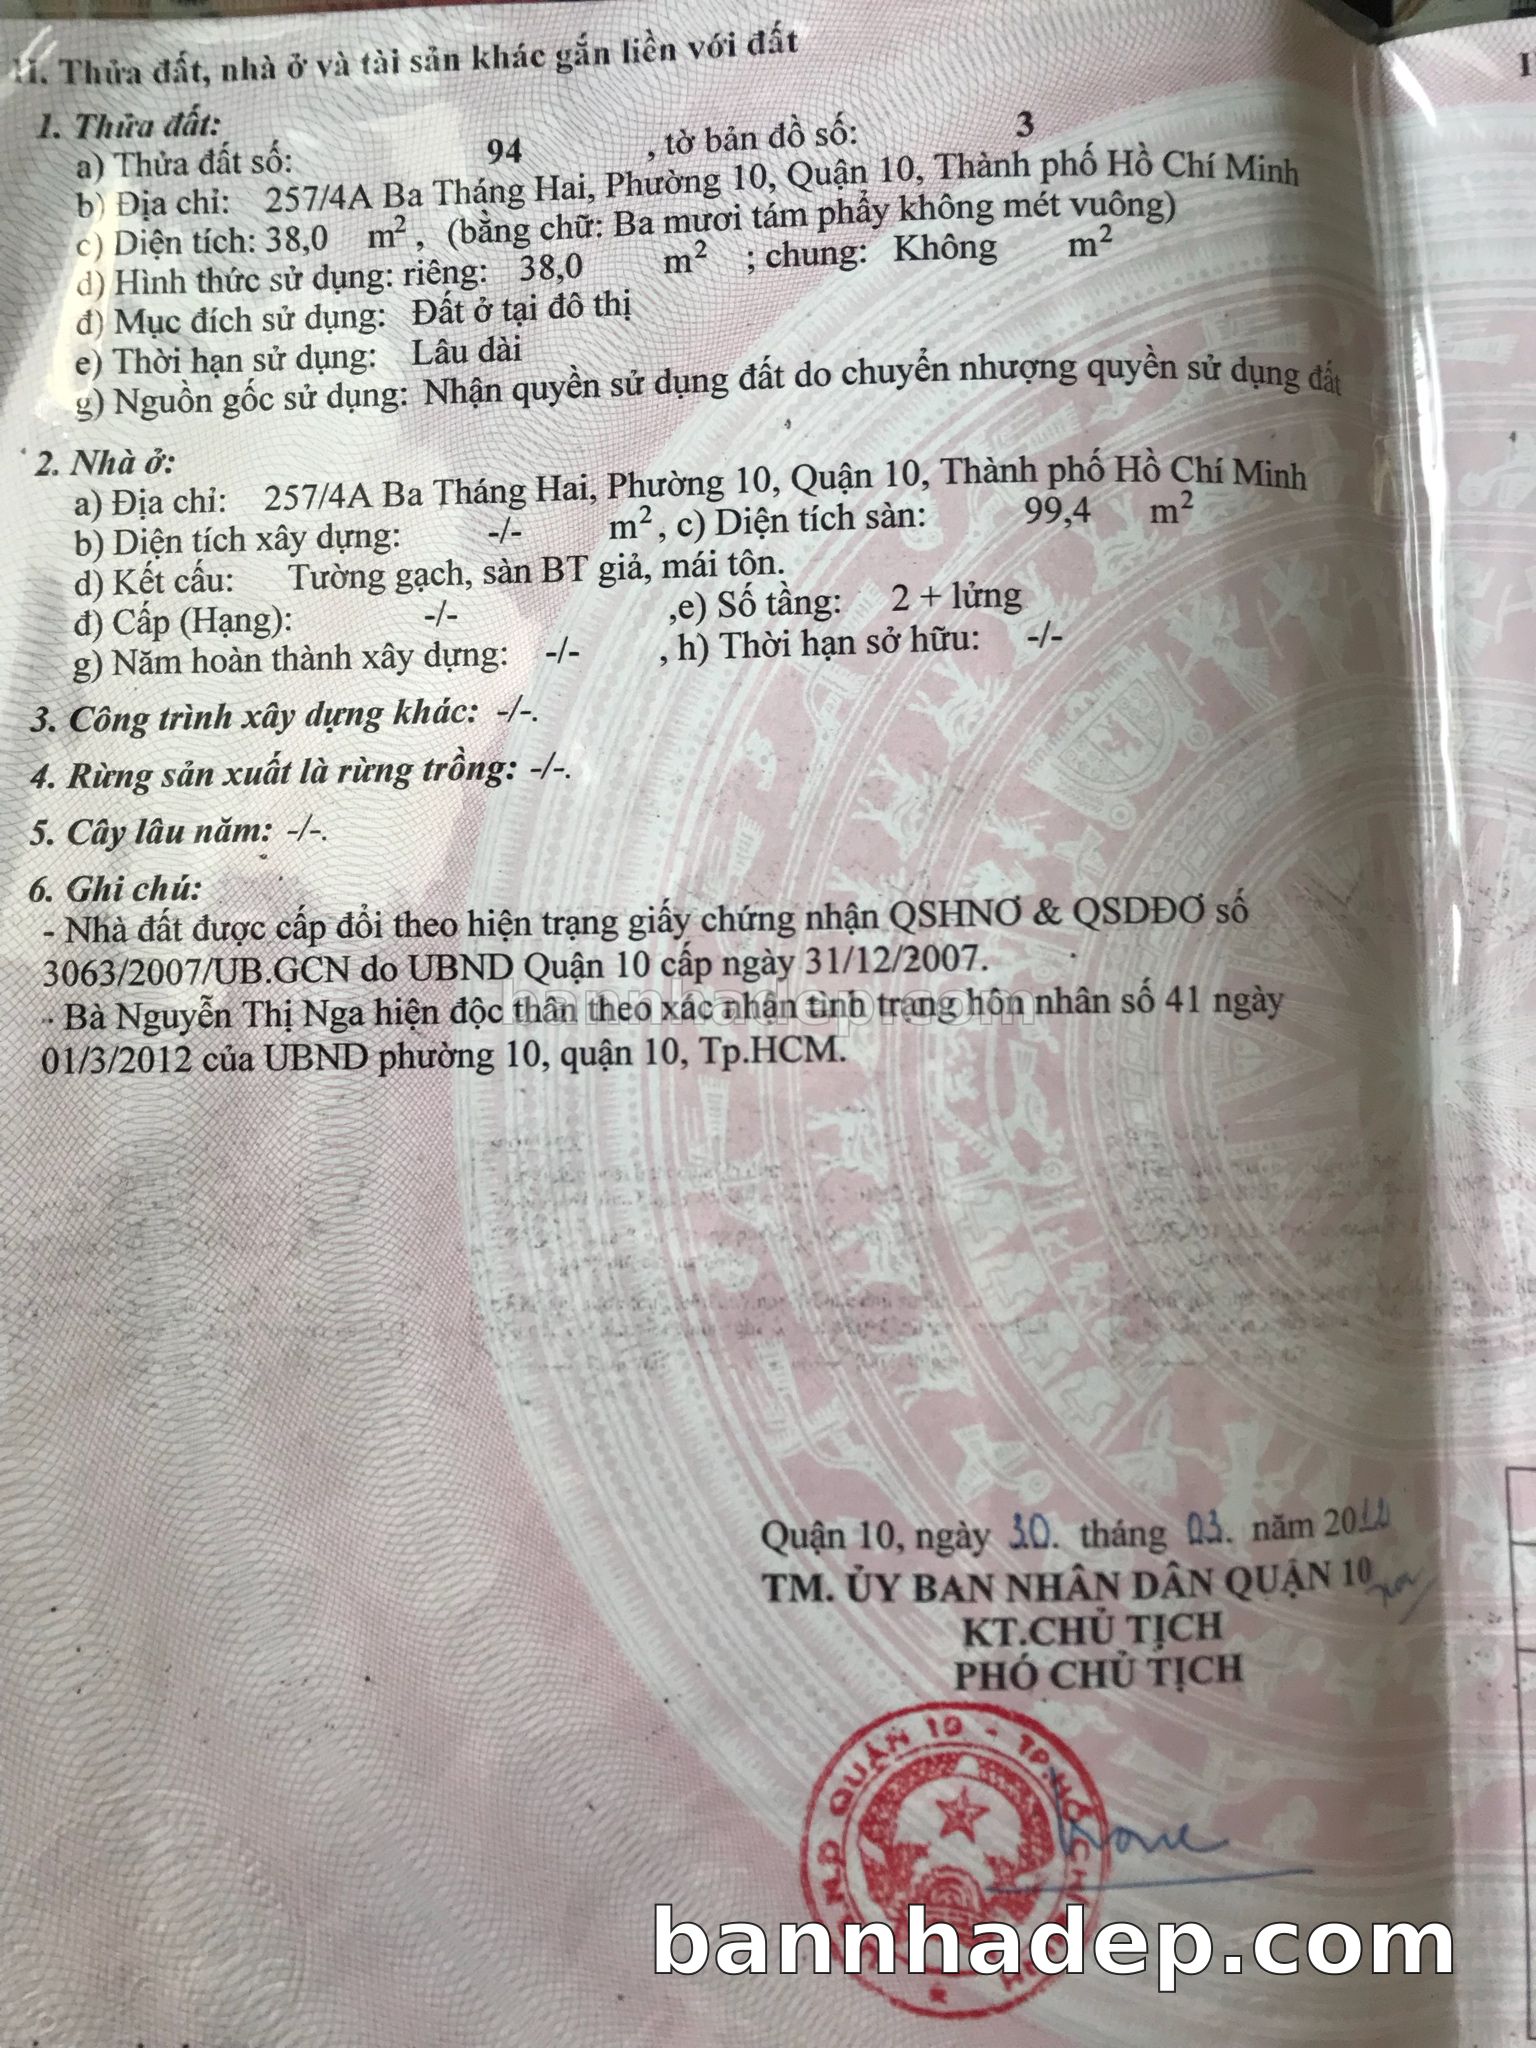 II. Thửa đất, nhà ở và tài sản khác gắn liền với đất
1. Thửa đất:
a) Thửa đất số: 94 , tờ bản đồ số: 3
b) Địa chỉ: 257/4A Ba Tháng Hai, Phường 10, Quận 10, Thành phố Hồ Chí Minh
c) Diện tích: 38,0 m², (bằng chữ: Ba mươi tám phẩy không mét vuông)
d) Hình thức sử dụng: riêng: 38,0 m² ; chung: Không m²
đ) Mục đích sử dụng: Đất ở tại đô thị
e) Thời hạn sử dụng: Lâu dài
g) Nguồn gốc sử dụng: Nhận quyền sử dụng đất do chuyển nhượng quyền sử dụng đất
2. Nhà ở:
a) Địa chỉ: 257/4A Ba Tháng Hai, Phường 10, Quận 10, Thành phố Hồ Chí Minh
b) Diện tích xây dựng: -/- m², c) Diện tích sàn: 99,4 m²
d) Kết cấu: Tường gạch, sàn BT giả, mái tôn.
đ) Cấp (Hạng): -/- ,e) Số tầng: 2 + lửng
g) Năm hoàn thành xây dựng: -/- , h) Thời hạn sở hữu: -/-
3. Công trình xây dựng khác: -/-.
4. Rừng sản xuất là rừng trồng: -/-.
5. Cây lâu năm: -/-.
6. Ghi chú:
- Nhà đất được cấp đổi theo hiện trạng giấy chứng nhận QSHNƠ & QSDĐƠ số
3063/2007/UB.GCN do UBND Quận 10 cấp ngày 31/12/2007.
- Bà Nguyễn Thị Nga hiện độc thân theo xác nhận tình trạng hôn nhân số 41 ngày
01/3/2012 của UBND phường 10, quận 10, Tp.HCM.
bannhadep.com
Quận 10, ngày 30. tháng 03. năm 2012
TM. ỦY BAN NHÂN DÂN QUẬN 10
KT.CHỦ TỊCH
PHÓ CHỦ TỊCH
N.D QUẬN 10 - TP.HỒ CHÍ
bannhadep.com